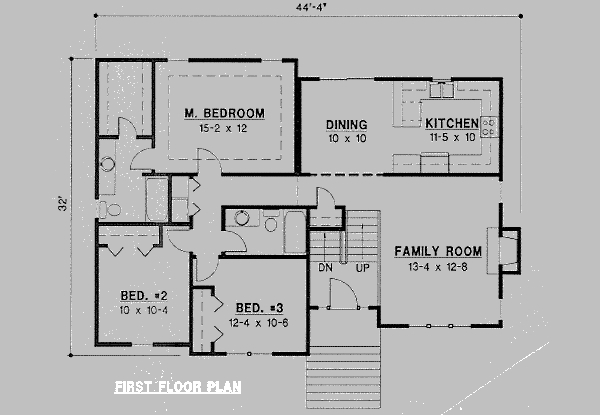 44'-4"
M. BEDROOM
15-2 x 12
DINING
10 x 10
KITCHEN
11-5 x 10
32'
FAMILY ROOM
13-4 x 12-8
DN UP
BED. #2
10 x 10-4
BED. #3
12-4 x 10-6
FIRST FLOOR PLAN